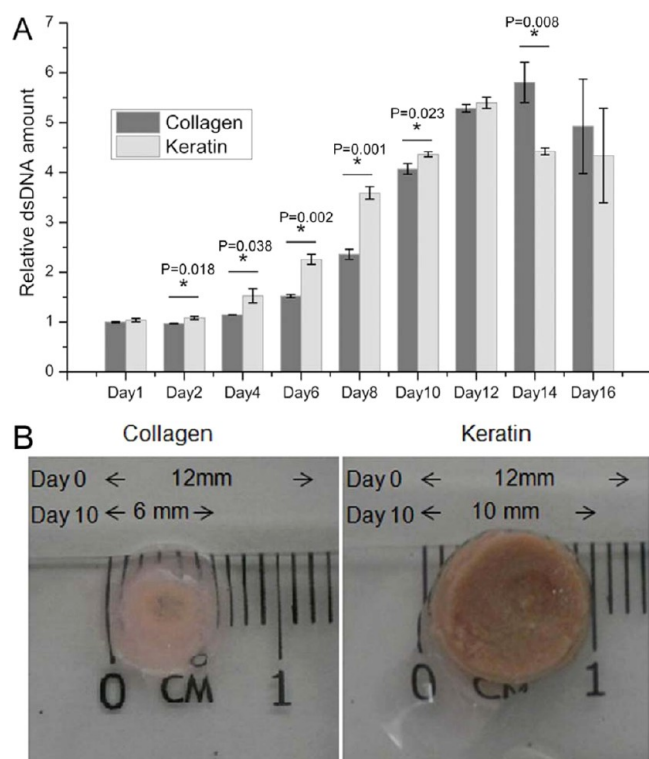 A
Relative dsDNA amount
7
6
5
4
3
2
1
0
Collagen
Keratin
P=0.018
*
P=0.038
*
P=0.002
*
P=0.001
*
P=0.023
*
P=0.008
*
Day1 Day2 Day4 Day6 Day8 Day10 Day12 Day14 Day16
B
Collagen
Day 0 ← 12mm →
Day 10 ← 6 mm →
0 CM 1
Keratin
Day 0 ← 12mm →
Day 10 ← 10 mm →
0 CM 1